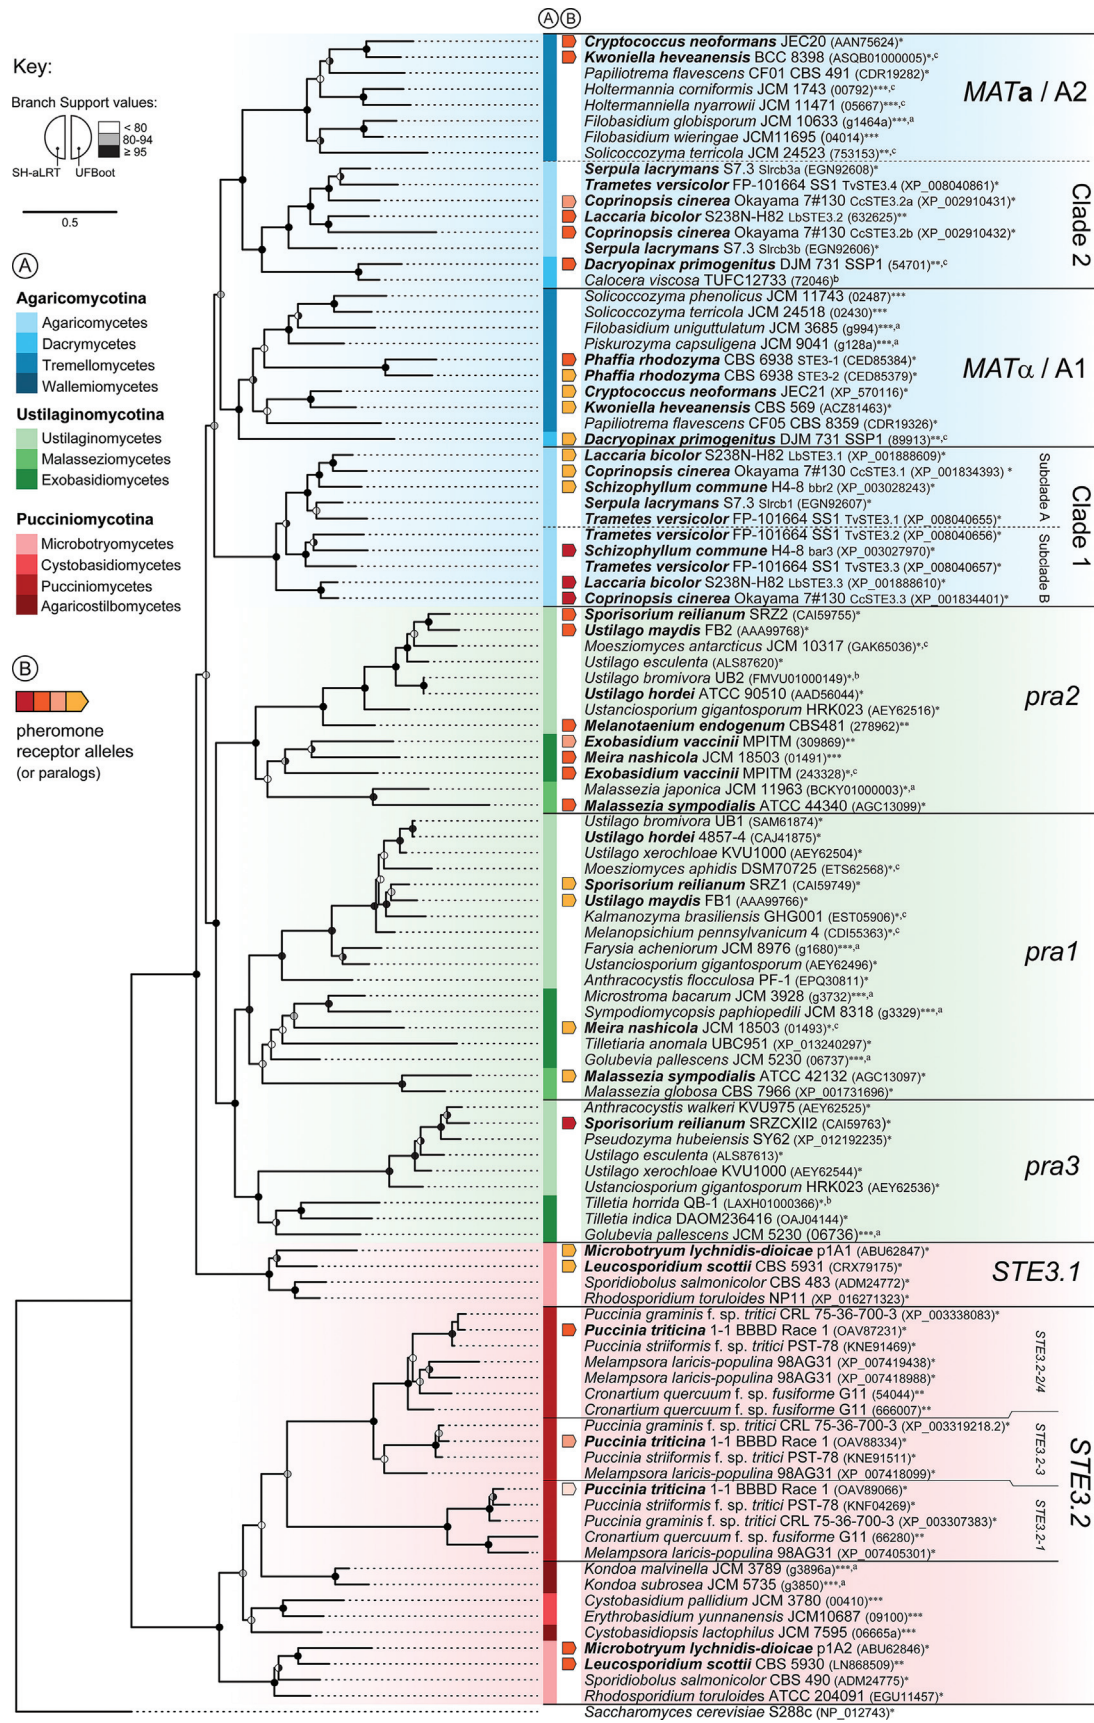 Ⓐ Ⓑ
Key:
Branch Support values:
< 80
80-94
≥ 95
SH-aLRT UFBoot
0.5
Ⓐ
Agaricomycotina
Agaricomycetes
Dacrymycetes
Tremellomycetes
Wallemiomycetes
Ustilaginomycotina
Ustilaginomycetes
Malasseziomycetes
Exobasidiomycetes
Pucciniomycotina
Microbotryomycetes
Cystobasidiomycetes
Pucciniomycetes
Agaricostilbomycetes
Ⓑ
pheromone
receptor alleles
(or paralogs)
Cryptococcus neoformans JEC20 (AAN75624)*
Kwoniella heveanensis BCC 8398 (ASQB01000005)*,c
Papiliotrema flavescens CF01 CBS 491 (CDR19282)*
Holtermannia corniformis JCM 1743 (00792)***,c
Holtermanniella nyarrowii JCM 11471 (05667)***,c
Filobasidium globisporum JCM 10633 (g1464a)***,a
Filobasidium wieringae JCM11695 (04014)***
Solicoccozyma terricola JCM 24523 (753153)**,c
MATa / A2
Serpula lacrymans S7.3 Slrcb3a (EGN92608)*
Trametes versicolor FP-101664 SS1 TvSTE3.4 (XP_008040861)*
Coprinopsis cinerea Okayama 7#130 CcSTE3.2a (XP_002910431)*
Laccaria bicolor S238N-H82 LbSTE3.2 (632625)**
Coprinopsis cinerea Okayama 7#130 CcSTE3.2b (XP_002910432)*
Serpula lacrymans S7.3 Slrcb3b (EGN92606)*
Dacryopinax primogenitus DJM 731 SSP1 (54701)**,c
Calocera viscosa TUFC12733 (72046)b
Clade 2
Solicoccozyma phenolicus JCM 11743 (02487)***
Solicoccozyma terricola JCM 24518 (02430)***
Filobasidium uniguttulatum JCM 3685 (g994)***,a
Piskurozyma capsuligena JCM 9041 (g128a)***,a
Phaffia rhodozyma CBS 6938 STE3-1 (CED85384)*
Phaffia rhodozyma CBS 6938 STE3-2 (CED85379)*
Cryptococcus neoformans JEC21 (XP_570116)*
Kwoniella heveanensis CBS 569 (ACZ81463)*
Papiliotrema flavescens CF05 CBS 8359 (CDR19326)*
Dacryopinax primogenitus DJM 731 SSP1 (89913)**,c
MATα / A1
Laccaria bicolor S238N-H82 LbSTE3.1 (XP_001888609)*
Coprinopsis cinerea Okayama 7#130 CcSTE3.1 (XP_001834393) *
Schizophyllum commune H4-8 bbr2 (XP_003028243)*
Serpula lacrymans S7.3 Slrcb1 (EGN92607)*
Trametes versicolor FP-101664 SS1 TvSTE3.1 (XP_008040655)*
Subclade A
Trametes versicolor FP-101664 SS1 TvSTE3.2 (XP_008040656)*
Schizophyllum commune H4-8 bar3 (XP_003027970)*
Trametes versicolor FP-101664 SS1 TvSTE3.3 (XP_008040657)*
Laccaria bicolor S238N-H82 LbSTE3.3 (XP_001888610)*
Coprinopsis cinerea Okayama 7#130 CcSTE3.3 (XP_001834401)*
Subclade B
Clade 1
Sporisorium reilianum SRZ2 (CAI59755)*
Ustilago maydis FB2 (AAA99768)*
Moesziomyces antarcticus JCM 10317 (GAK65036)*,c
Ustilago esculenta (ALS87620)*
Ustilago bromivora UB2 (FMVU01000149)*,b
Ustilago hordei ATCC 90510 (AAD56044)*
Ustanciosporium gigantosporum HRK023 (AEY62516)*
Melanotaenium endogenum CBS481 (278962)**
Exobasidium vaccinii MPITM (309869)**
Meira nashicola JCM 18503 (01491)***
Exobasidium vaccinii MPITM (243328)*,c
Malassezia japonica JCM 11963 (BCKY01000003)*,a
Malassezia sympodialis ATCC 44340 (AGC13099)*
pra2
Ustilago bromivora UB1 (SAM61874)*
Ustilago hordei 4857-4 (CAJ41875)*
Ustilago xerochloae KVU1000 (AEY62504)*
Moesziomyces aphidis DSM70725 (ETS62568)*,c
Sporisorium reilianum SRZ1 (CAI59749)*
Ustilago maydis FB1 (AAA99766)*
Kalmanozyma brasiliensis GHG001 (EST05906)*,c
Melanopsichium pennsylvanicum 4 (CDI55363)*,c
Farysia acheniorum JCM 8976 (g1680)***,a
Ustanciosporium gigantosporum (AEY62496)*
Anthracocystis flocculosa PF-1 (EPQ30811)*
Microstroma bacarum JCM 3928 (g3732)***,a
Sympodiomycopsis paphiopedili JCM 8318 (g3329)***,a
Meira nashicola JCM 18503 (01493)*,c
Tilletiaria anomala UBC951 (XP_013240297)*
Golubevia pallescens JCM 5230 (06737)***,a
Malassezia sympodialis ATCC 42132 (AGC13097)*
Malassezia globosa CBS 7966 (XP_001731696)*
pra1
Anthracocystis walkeri KVU975 (AEY62525)*
Sporisorium reilianum SRZCXII2 (CAI59763)*
Pseudozyma hubeiensis SY62 (XP_012192235)*
Ustilago esculenta (ALS87613)*
Ustilago xerochloae KVU1000 (AEY62544)*
Ustanciosporium gigantosporum HRK023 (AEY62536)*
Tilletia horrida QB-1 (LAXH01000366)*,b
Tilletia indica DAOM236416 (OAJ04144)*
Golubevia pallescens JCM 5230 (06736)***,a
pra3
Microbotryum lychnidis-dioicae p1A1 (ABU62847)*
Leucosporidium scottii CBS 5931 (CRX79175)*
Sporidiobolus salmonicolor CBS 483 (ADM24772)*
Rhodosporidium toruloides NP11 (XP_016271323)*
STE3.1
Puccinia graminis f. sp. tritici CRL 75-36-700-3 (XP_003338083)*
Puccinia triticina 1-1 BBBD Race 1 (OAV87231)*
Puccinia striiformis f. sp. tritici PST-78 (KNE91469)*
Melampsora laricis-populina 98AG31 (XP_007419438)*
Melampsora laricis-populina 98AG31 (XP_007418988)*
Cronartium quercuum f. sp. fusiforme G11 (54044)**
Cronartium quercuum f. sp. fusiforme G11 (666007)**
STE3.2-2/4
Puccinia graminis f. sp. tritici CRL 75-36-700-3 (XP_003319218.2)*
Puccinia triticina 1-1 BBBD Race 1 (OAV88334)*
Puccinia striiformis f. sp. tritici PST-78 (KNE91511)*
Melampsora laricis-populina 98AG31 (XP_007418099)*
STE3.2-3
Puccinia triticina 1-1 BBBD Race 1 (OAV89066)*
Puccinia striiformis f. sp. tritici PST-78 (KNF04269)*
Puccinia graminis f. sp. tritici CRL 75-36-700-3 (XP_003307383)*
Cronartium quercuum f. sp. fusiforme G11 (66280)**
Melampsora laricis-populina 98AG31 (XP_007405301)*
STE3.2-1
Kondoa malvinella JCM 3789 (g3896a)***,a
Kondoa subrosea JCM 5735 (g3850)***,a
Cystobasidium pallidium JCM 3780 (00410)***
Erythrobasidium yunnanensis JCM10687 (09100)***
Cystobasidiopsis lactophilus JCM 7595 (06665a)***
Microbotryum lychnidis-dioicae p1A2 (ABU62846)*
Leucosporidium scottii CBS 5930 (LN868509)**
Sporidiobolus salmonicolor CBS 490 (ADM24775)*
Rhodosporidium toruloides ATCC 204091 (EGU11457)*
STE3.2
Saccharomyces cerevisiae S288c (NP_012743)*